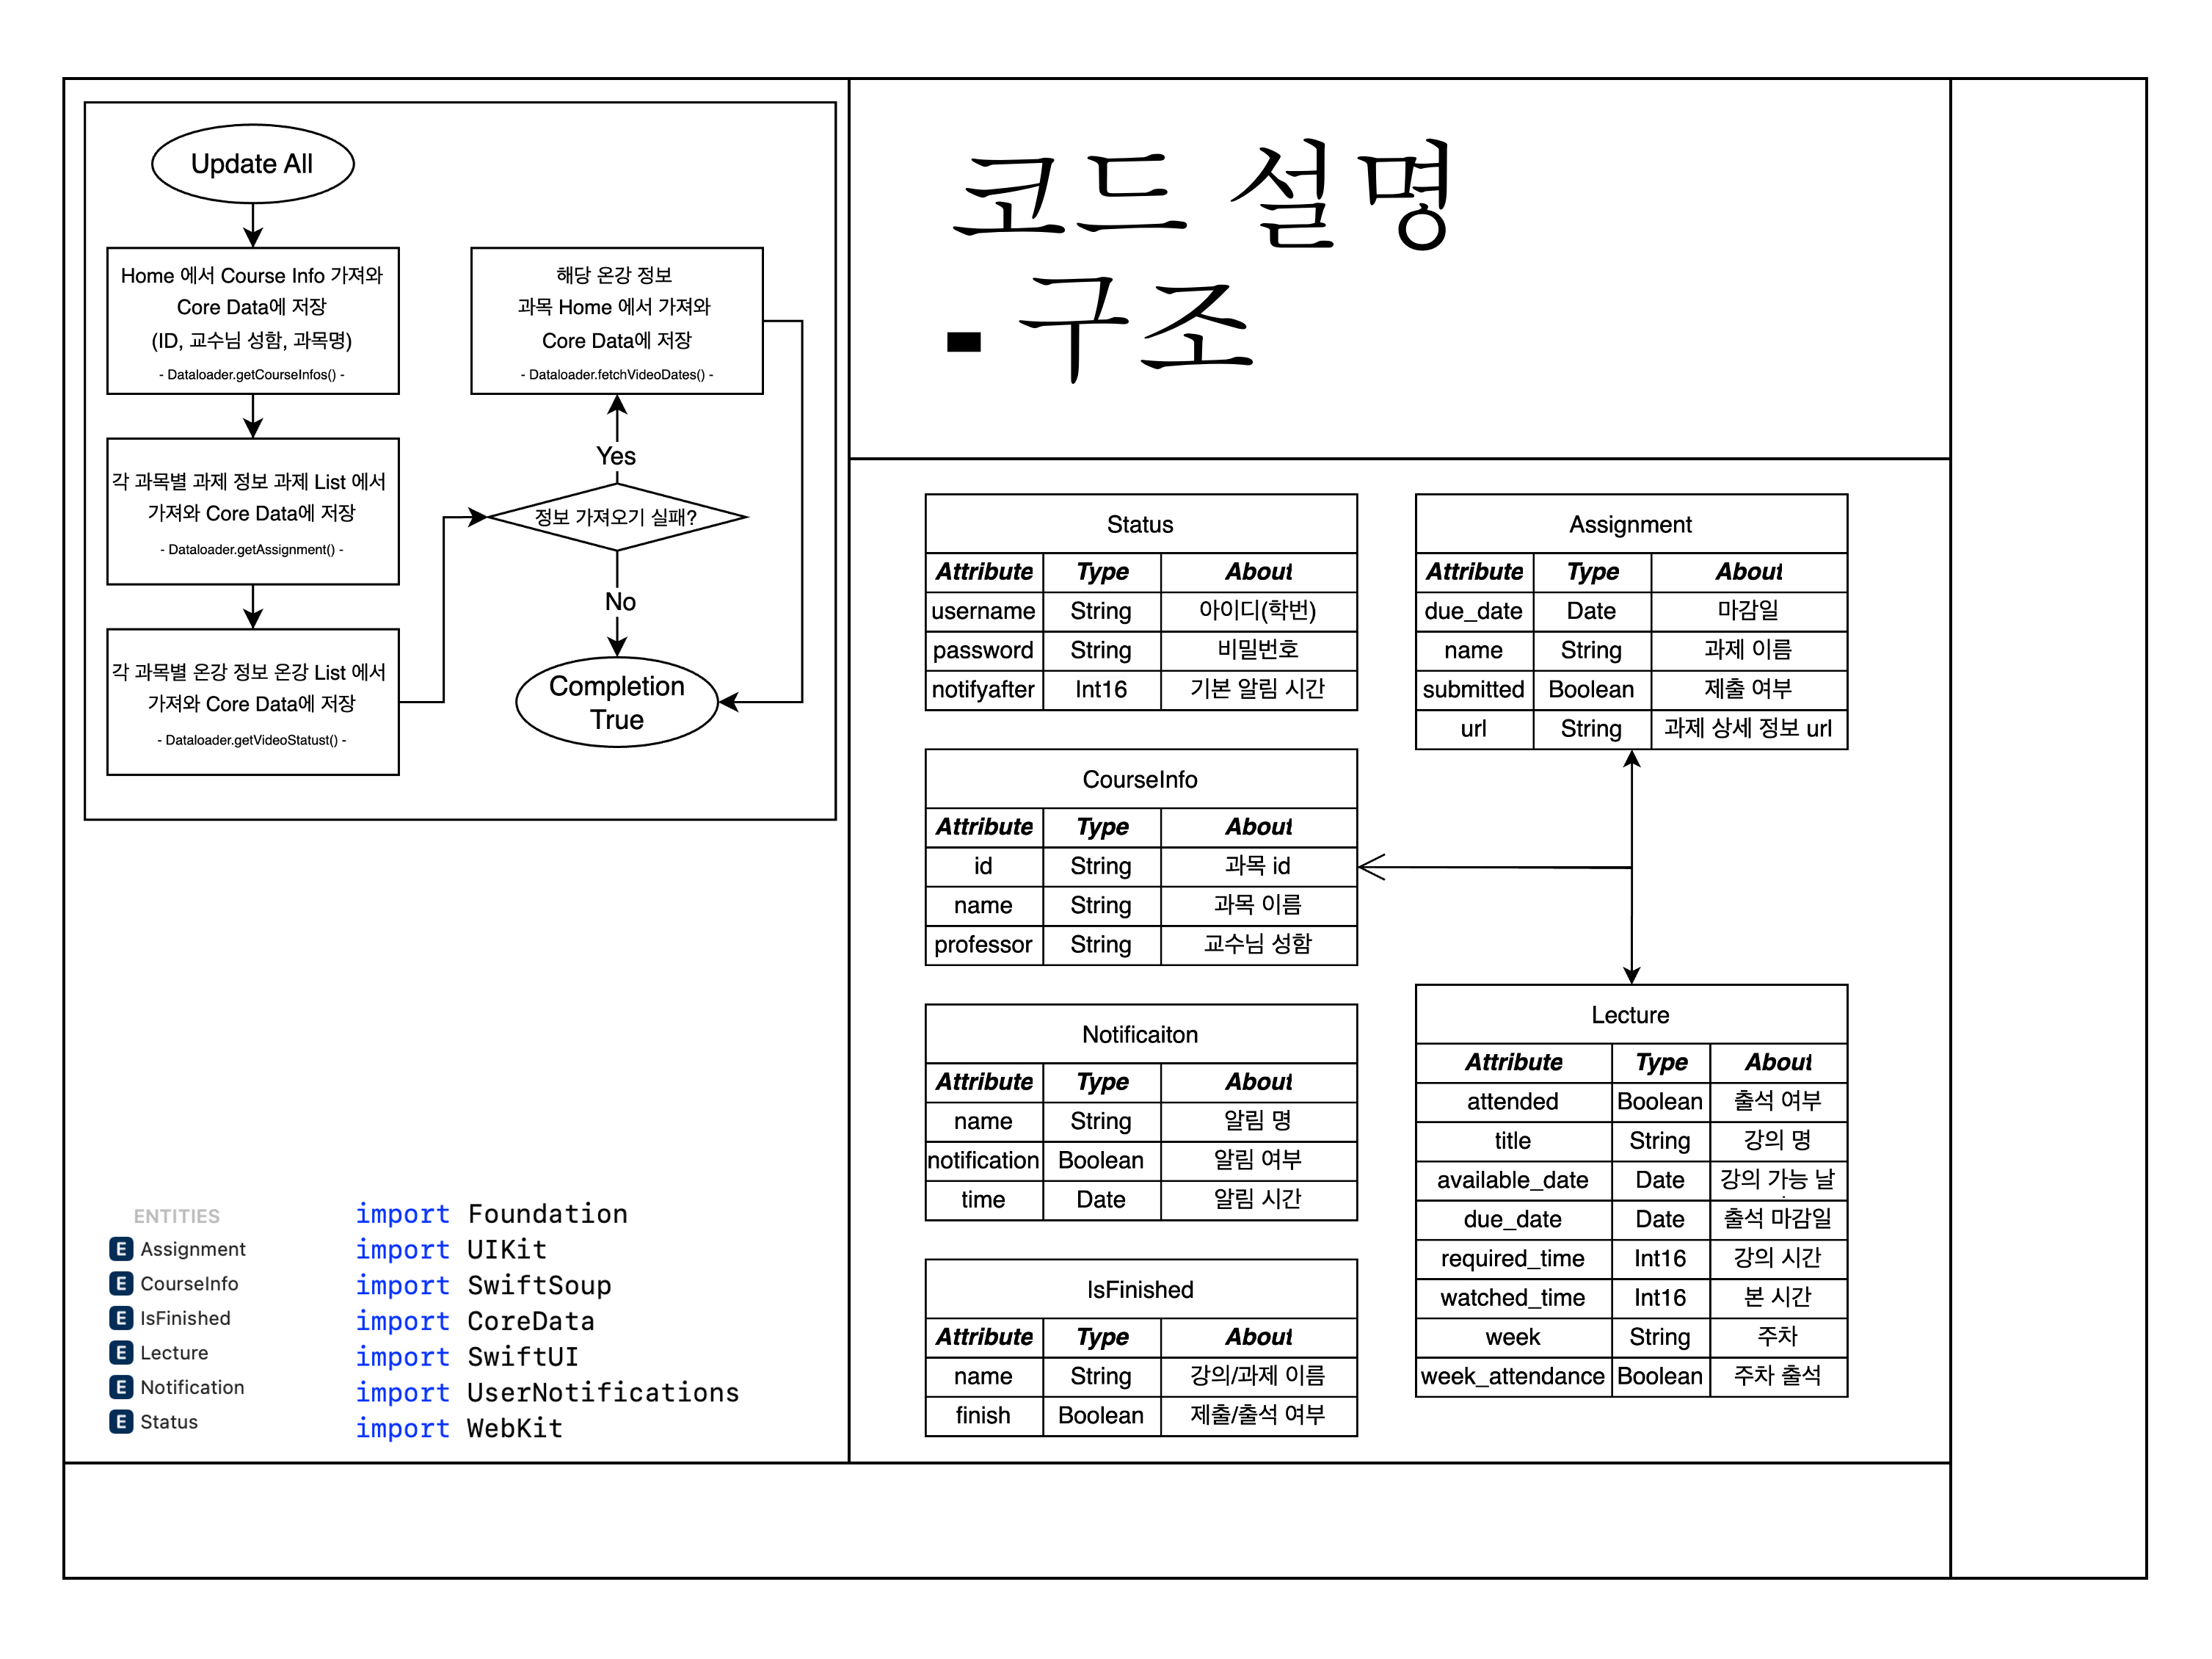 Update All
Home 에서 Course Info 가져와
Core Data에 저장
(ID, 교수님 성함, 과목명)
- Dataloader.getCourseInfos() -
각 과목별 과제 정보 과제 List 에서
가져와 Core Data에 저장
- Dataloader.getAssignment() -
각 과목별 온강 정보 온강 List 에서
가져와 Core Data에 저장
- Dataloader.getVideoStatust() -
해당 온강 정보
과목 Home 에서 가져와
Core Data에 저장
- Dataloader.fetchVideoDates() -
Yes
정보 가져오기 실패?
No
Completion
True
ENTITIES
E Assignment
E CourseInfo
E IsFinished
E Lecture
E Notification
E Status
import Foundation
import UIKit
import SwiftSoup
import CoreData
import SwiftUI
import UserNotifications
import WebKit
코드 설명
- 구조
Status
Attribute Type About
username String 아이디(학번)
password String 비밀번호
notifyafter Int16 기본 알림 시간
CourseInfo
Attribute Type About
id String 과목 id
name String 과목 이름
professor String 교수님 성함
Notificaiton
Attribute Type About
name String 알림 명
notification Boolean 알림 여부
time Date 알림 시간
IsFinished
Attribute Type About
name String 강의/과제 이름
finish Boolean 제출/출석 여부
Assignment
Attribute Type About
due_date Date 마감일
name String 과제 이름
submitted Boolean 제출 여부
url String 과제 상세 정보 url
Lecture
Attribute Type About
attended Boolean 출석 여부
title String 강의 명
available_date Date 강의 가능 날
due_date Date 출석 마감일
required_time Int16 강의 시간
watched_time Int16 본 시간
week String 주차
week_attendance Boolean 주차 출석